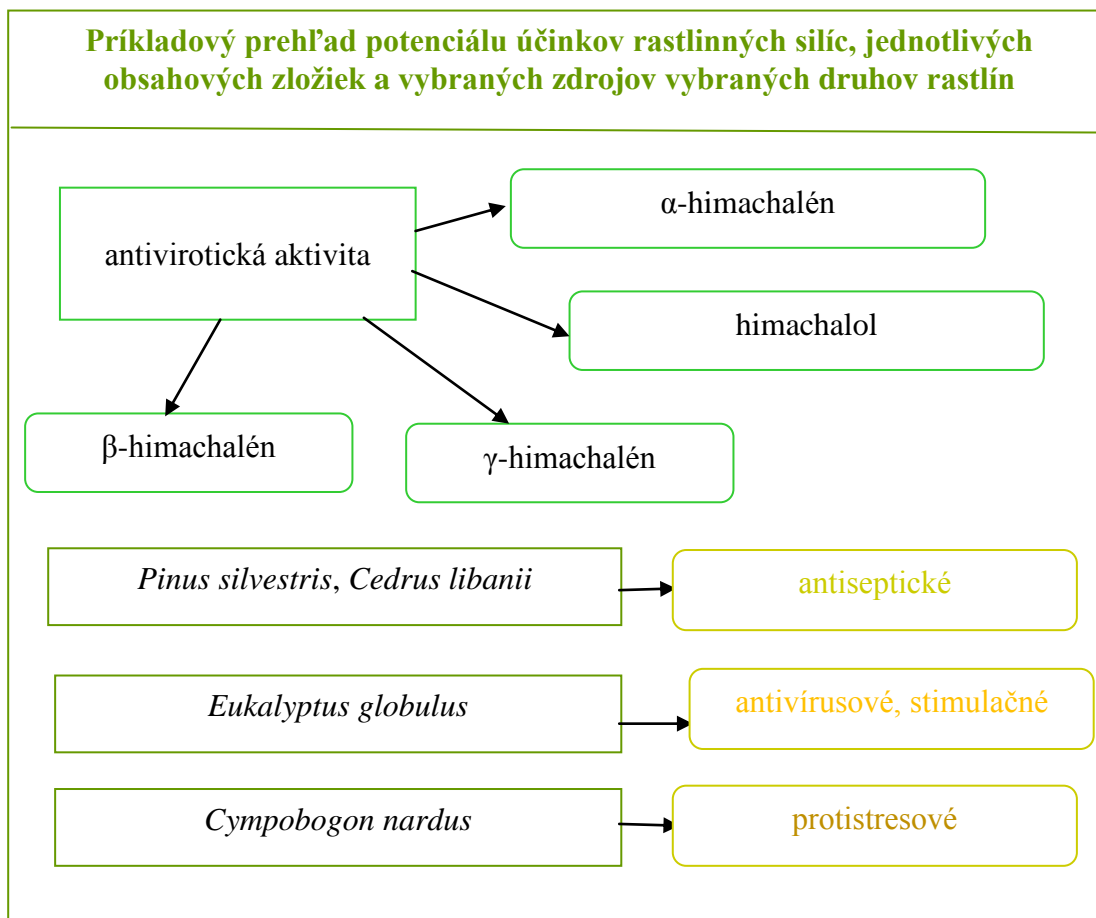 Príkladový prehľad potenciálu účinkov rastlinných silíc, jednotlivých
obsahových zložiek a vybraných zdrojov vybraných druhov rastlín
α-himachalén
antivirotická aktivita
himachalol
β-himachalén
γ-himachalén
Pinus silvestris, Cedrus libanii
antiseptické
Eukalyptus globulus
antivírusové, stimulačné
Cympobogon nardus
protistresové